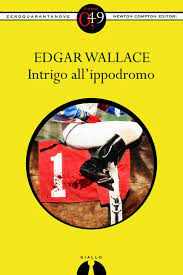 ZEROQUARANTANOVE
0,49
NEWTON COMPTON EDITORI
EDGAR WALLACE
Intrigo all'ippodromo
1
GIALLO